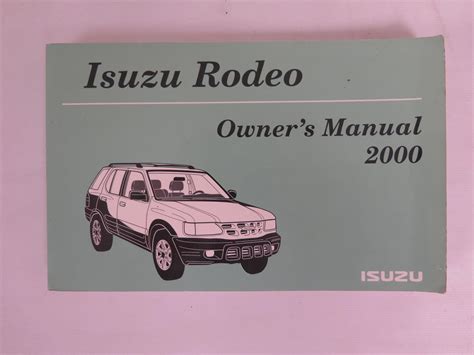 Isuzu Rodeo
Owner's Manual
2000
ISUZU